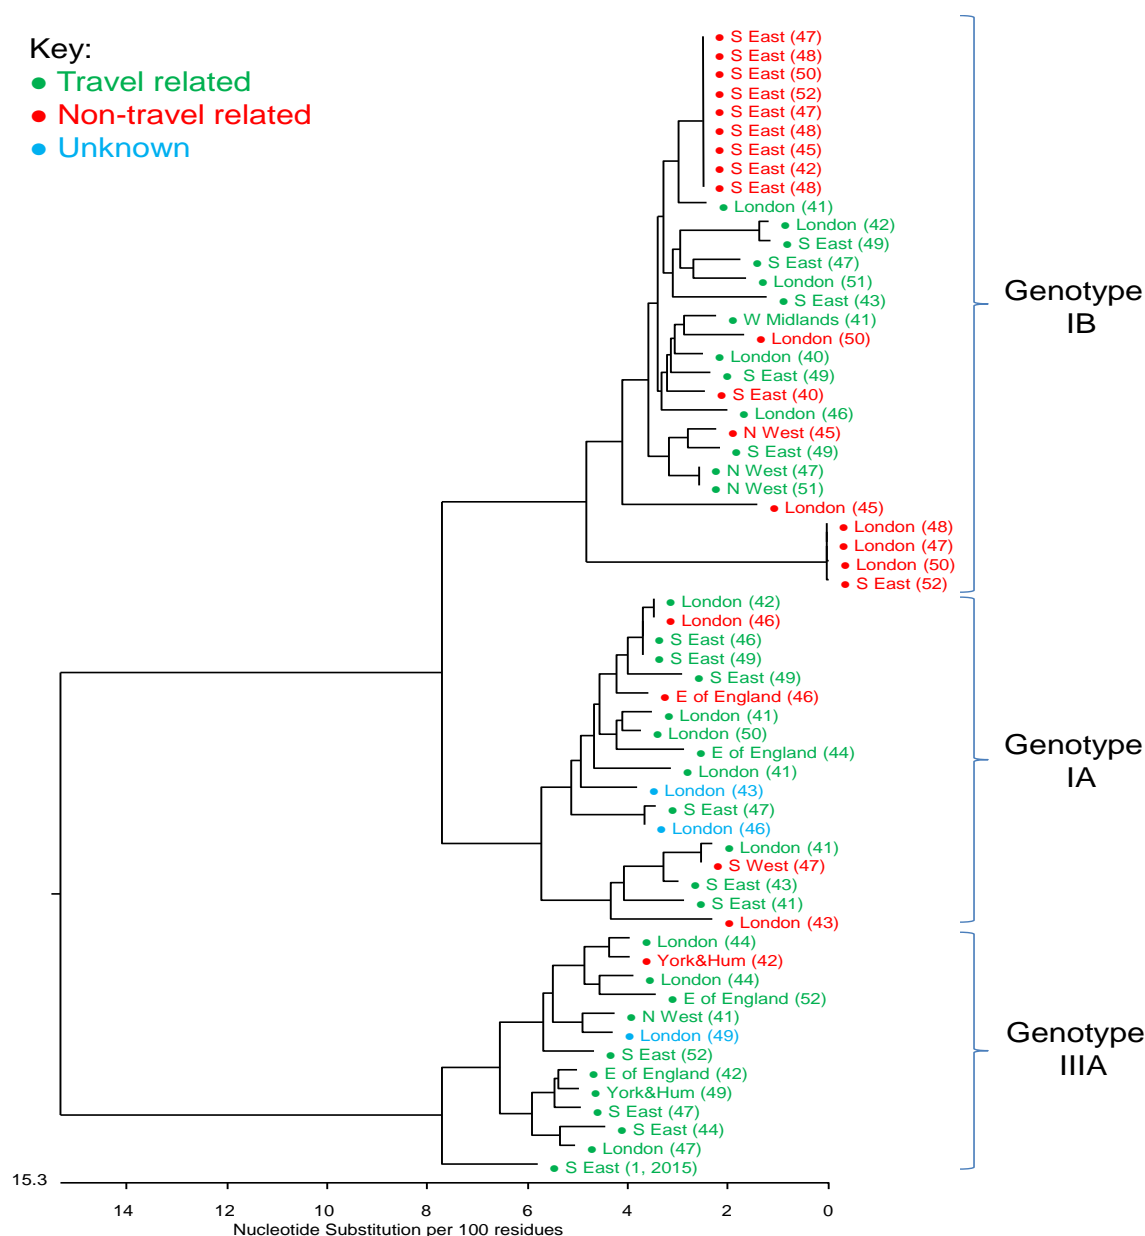 Key:
● Travel related
● Non-travel related
● Unknown
● S East (47)
● S East (48)
● S East (50)
● S East (52)
● S East (47)
● S East (48)
● S East (45)
● S East (42)
● S East (48)
● London (41)
● London (42)
● S East (49)
● S East (47)
● London (51)
● S East (43)
● W Midlands (41)
● London (50)
● London (40)
● S East (49)
● S East (40)
● London (46)
● N West (45)
● S East (49)
● N West (47)
● N West (51)
● London (45)
● London (48)
● London (47)
● London (50)
● S East (52)
Genotype
IB
● London (42)
● London (46)
● S East (46)
● S East (49)
● S East (49)
● E of England (46)
● London (41)
● London (50)
● E of England (44)
● London (41)
● London (43)
● S East (47)
● London (46)
● London (41)
● S West (47)
● S East (43)
● S East (41)
● London (43)
Genotype
IA
● London (44)
● York&Hum (42)
● London (44)
● E of England (52)
● N West (41)
● London (49)
● S East (52)
● E of England (42)
● York&Hum (49)
● S East (47)
● S East (44)
● London (47)
● S East (1, 2015)
Genotype
IIIA
15.3
14 12 10 8 6 4 2 0
Nucleotide Substitution per 100 residues